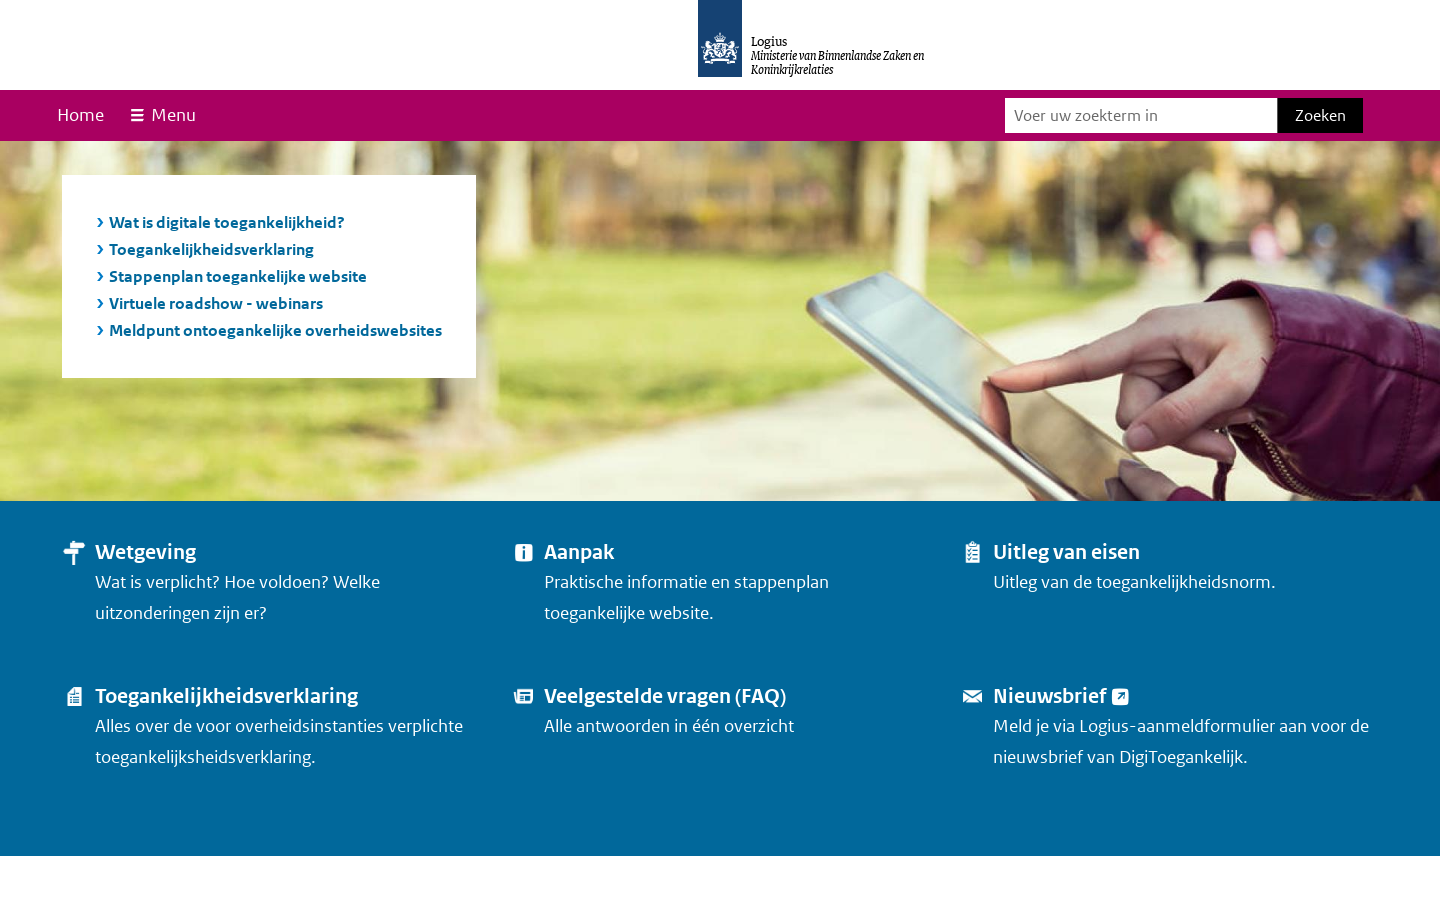 Logius
Ministerie van Binnenlandse Zaken en
Koninkrijkrelaties
Home
Menu
Voer uw zoekterm in
Zoeken
Wat is digitale toegankelijkheid?
Toegankelijkheidsverklaring
Stappenplan toegankelijke website
Virtuele roadshow - webinars
Meldpunt ontoegankelijke overheidswebsites
Wetgeving
Wat is verplicht? Hoe voldoen? Welke
uitzonderingen zijn er?
Aanpak
Praktische informatie en stappenplan
toegankelijke website.
Uitleg van eisen
Uitleg van de toegankelijkheidsnorm.
Toegankelijkheidsverklaring
Alles over de voor overheidsinstanties verplichte
toegankelijksheidsverklaring.
Veelgestelde vragen (FAQ)
Alle antwoorden in één overzicht
Nieuwsbrief
Meld je via Logius-aanmeldformulier aan voor de
nieuwsbrief van DigiToegankelijk.